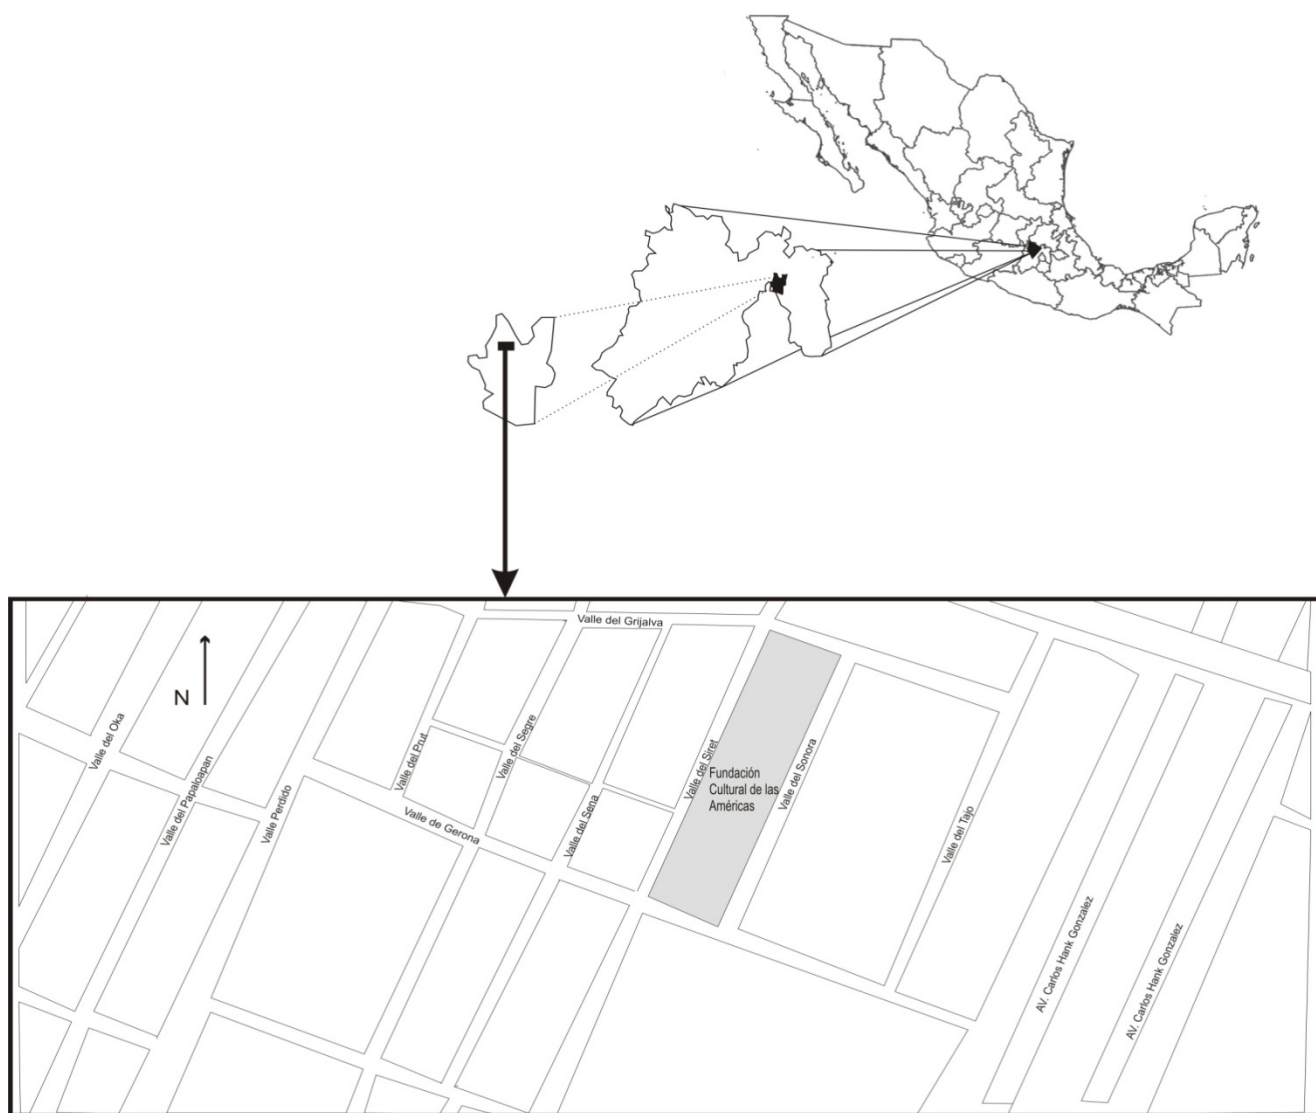 Valle del Grijalva
N
Valle del Oka
Valle del Papaloapan
Valle Perdido
Valle del Prut
Valle del Segre
Valle de Gerona
Valle del Sena
Valle del Siret
Fundación
Cultural de las
Américas
Valle del Sonora
Valle del Tajo
AV. Carlos Hank Gonzalez
AV. Carlos Hank Gonzalez